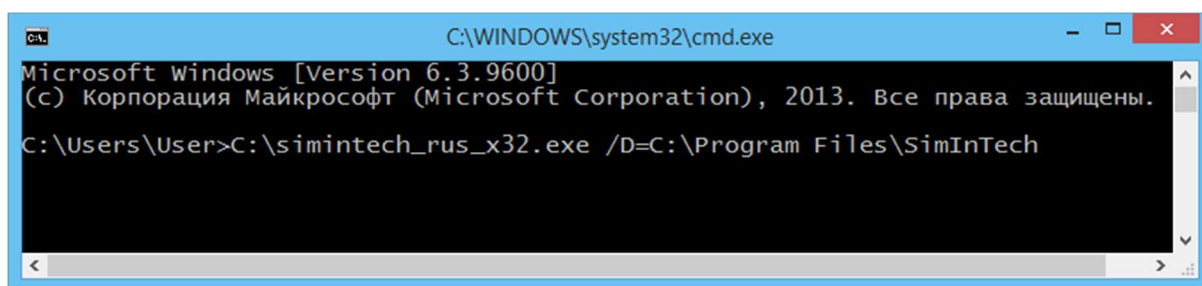 C:\WINDOWS\system32\cmd.exe
Microsoft Windows [Version 6.3.9600]
(c) Корпорация Майкрософт (Microsoft Corporation), 2013. Все права защищены.
C:\Users\User>C:\simintech_rus_x32.exe /D=C:\Program Files\SimInTech